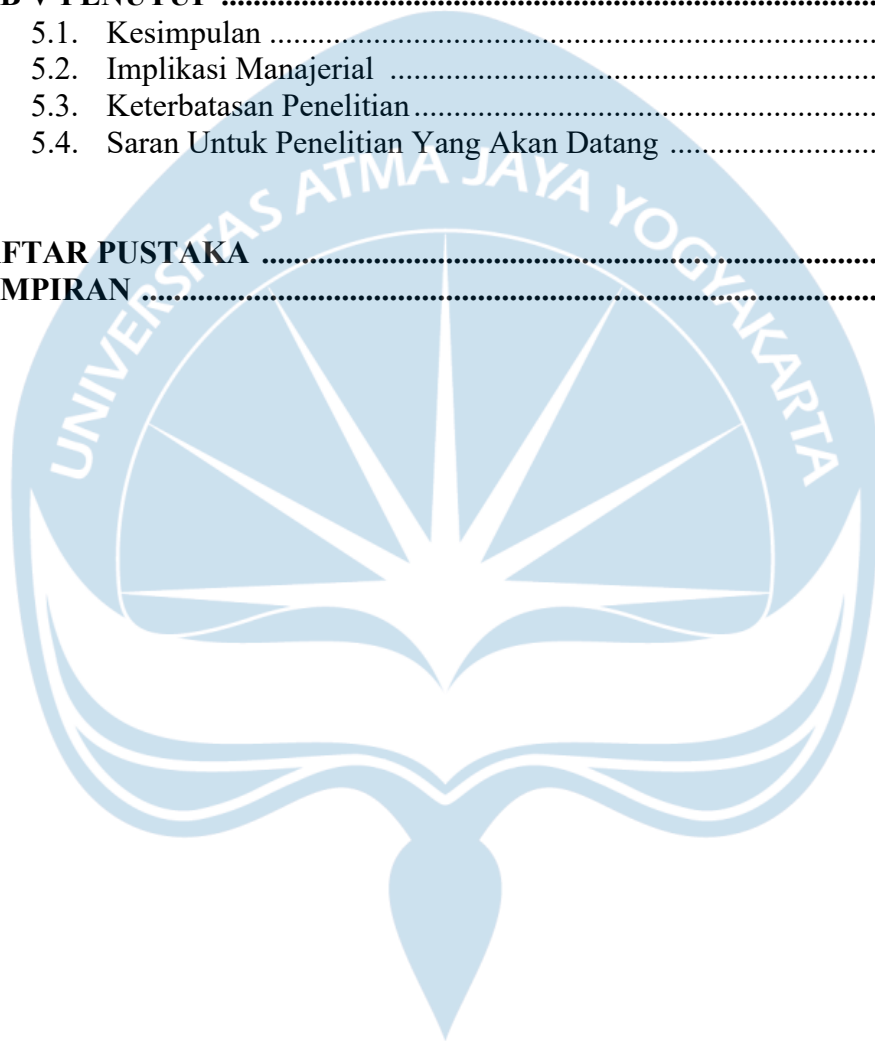 B V PENUTUP ........................................................................
5.1. Kesimpulan ........................................................................
5.2. Implikasi Manajerial ........................................................................
5.3. Keterbatasan Penelitian ........................................................................
5.4. Saran Untuk Penelitian Yang Akan Datang ..........................
FTAR PUSTAKA ........................................................................
MPIRAN ........................................................................
UNIVERSITAS ATMA JAYA YOGYAKARTA